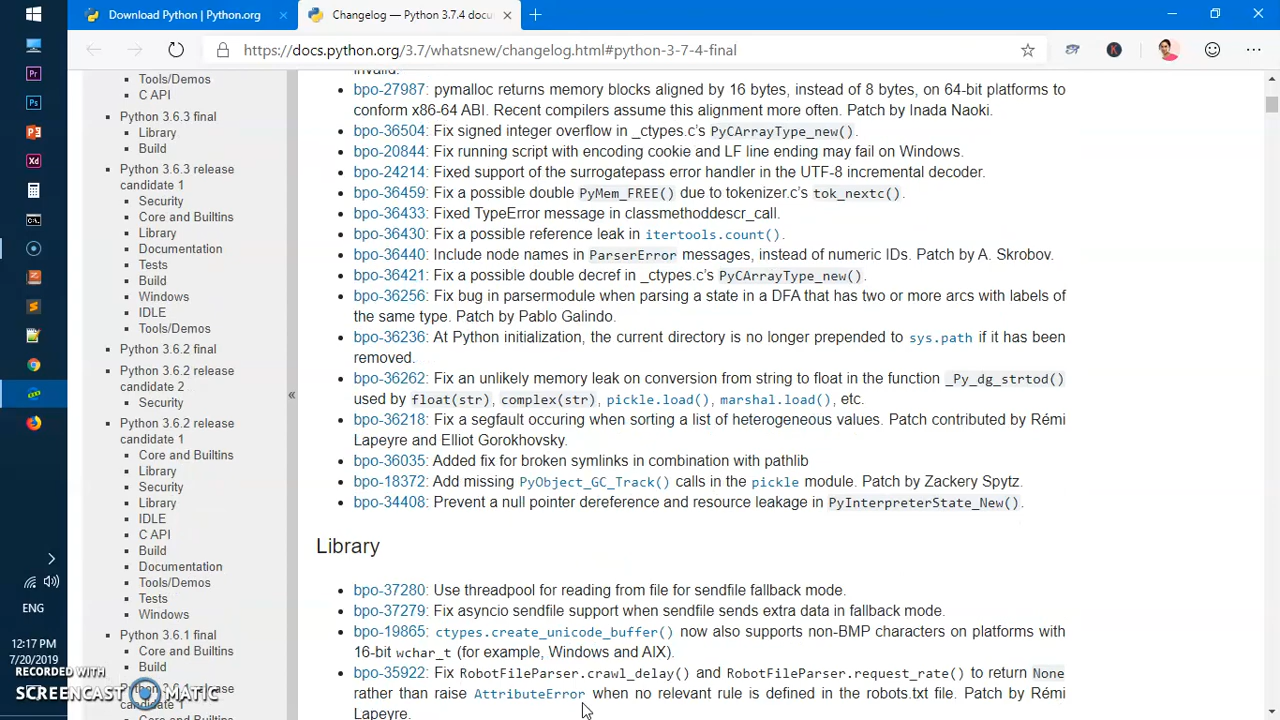 Download Python | Python.org
Changelog — Python 3.7.4 docu
https://docs.python.org/3.7/whatsnew/changelog.html#python-3-7-4-final
Tools/Demos
C API
Python 3.6.3 final
Library
Build
Python 3.6.3 release
candidate 1
Security
Core and Builtins
Library
Documentation
Tests
Build
Windows
IDLE
Tools/Demos
Python 3.6.2 final
Python 3.6.2 release
candidate 2
Security
Python 3.6.2 release
candidate 1
Core and Builtins
Library
Security
Library
IDLE
C API
Build
Documentation
Tools/Demos
Tests
Windows
Python 3.6.1 final
Core and Builtins
Build
candidate 1
«
invalid.
bpo-27987: pymalloc returns memory blocks aligned by 16 bytes, instead of 8 bytes, on 64-bit platforms to
conform x86-64 ABI. Recent compilers assume this alignment more often. Patch by Inada Naoki.
bpo-36504: Fix signed integer overflow in _ctypes.c's PyCArrayType_new().
bpo-20844: Fix running script with encoding cookie and LF line ending may fail on Windows.
bpo-24214: Fixed support of the surrogatepass error handler in the UTF-8 incremental decoder.
bpo-36459: Fix a possible double PyMem_FREE() due to tokenizer.c's tok_nextc().
bpo-36433: Fixed TypeError message in classmethoddescr_call.
bpo-36430: Fix a possible reference leak in itertools.count().
bpo-36440: Include node names in ParserError messages, instead of numeric IDs. Patch by A. Skrobov.
bpo-36421: Fix a possible double decref in _ctypes.c's PyCArrayType_new().
bpo-36256: Fix bug in parsermodule when parsing a state in a DFA that has two or more arcs with labels of
the same type. Patch by Pablo Galindo.
bpo-36236: At Python initialization, the current directory is no longer prepended to sys.path if it has been
removed.
bpo-36262: Fix an unlikely memory leak on conversion from string to float in the function _Py_dg_strtod()
used by float(str), complex(str), pickle.load(), marshal.load(), etc.
bpo-36218: Fix a segfault occuring when sorting a list of heterogeneous values. Patch contributed by Rémi
Lapeyre and Elliot Gorokhovsky.
bpo-36035: Added fix for broken symlinks in combination with pathlib
bpo-18372: Add missing PyObject_GC_Track() calls in the pickle module. Patch by Zackery Spytz.
bpo-34408: Prevent a null pointer dereference and resource leakage in PyInterpreterState_New().
Library
bpo-37280: Use threadpool for reading from file for sendfile fallback mode.
bpo-37279: Fix asyncio sendfile support when sendfile sends extra data in fallback mode.
bpo-19865: ctypes.create_unicode_buffer() now also supports non-BMP characters on platforms with
16-bit wchar_t (for example, Windows and AIX).
bpo-35922: Fix RobotFileParser.crawl_delay() and RobotFileParser.request_rate() to return None
rather than raise AttributeError when no relevant rule is defined in the robots.txt file. Patch by Rémi
Lapeyre.
Pr
Ps
Xd
K
ENG
12:17 PM
7/20/2019
RECORDED WITH
SCREENCAST MATIC